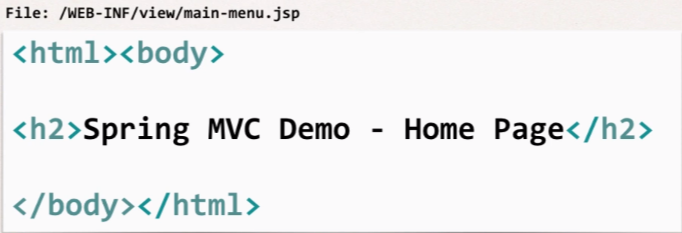 File: /WEB-INF/view/main-menu.jsp
<html><body>
<h2>Spring MVC Demo - Home Page</h2>
</body></html>